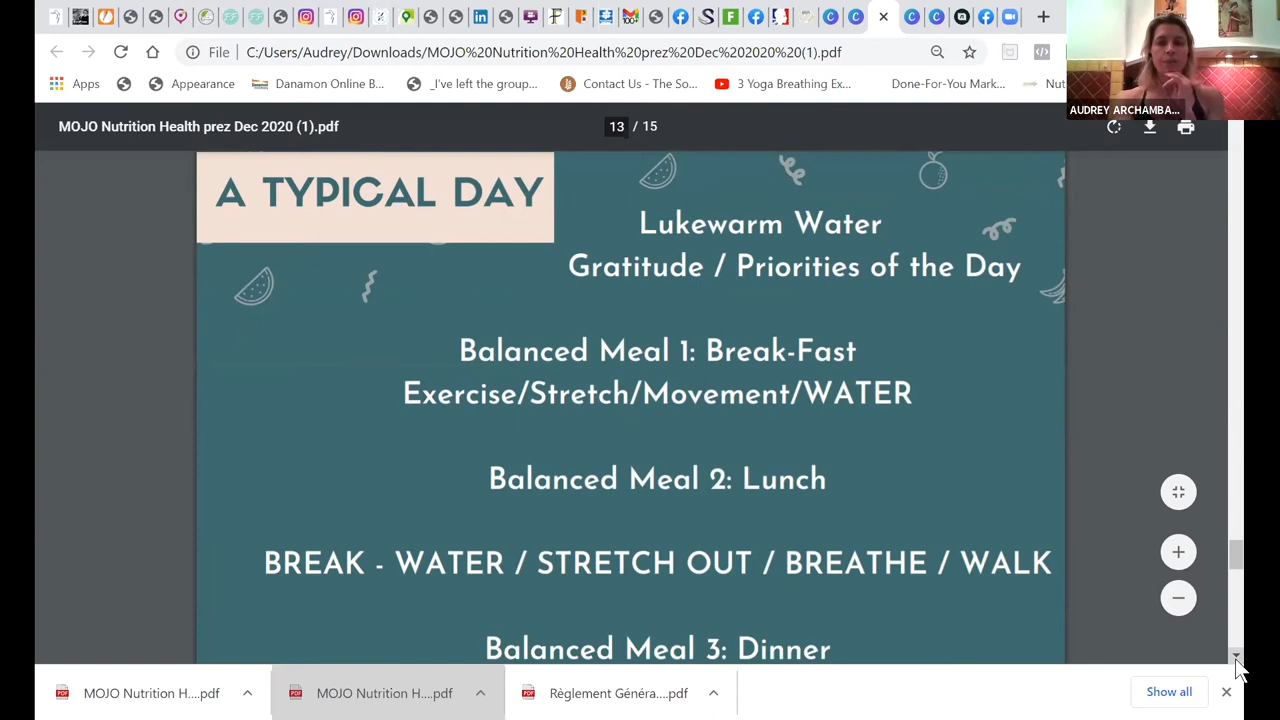 File
C:/Users/Audrey/Downloads/MOJO%20Nutrition%20Health%20prez%20Dec%202020%20(1).pdf
Apps
Appearance
Danamon-Online B...
_I've left the group...
Contact Us - The So...
3 Yoga Breathing Ex...
Done-For-You Mark...
Nut
AUDREY ARCHAMBA...
MOJO Nutrition Health prez Dec 2020 (1).pdf
13 / 15
A TYPICAL DAY
Lukewarm Water
Gratitude / Priorities of the Day
Balanced Meal 1: Break-Fast
Exercise/Stretch/Movement/WATER
Balanced Meal 2: Lunch
BREAK - WATER / STRETCH OUT / BREATHE / WALK
Balanced Meal 3: Dinner
MOJO Nutrition H....pdf
MOJO Nutrition H....pdf
Règlement Généra....pdf
Show all